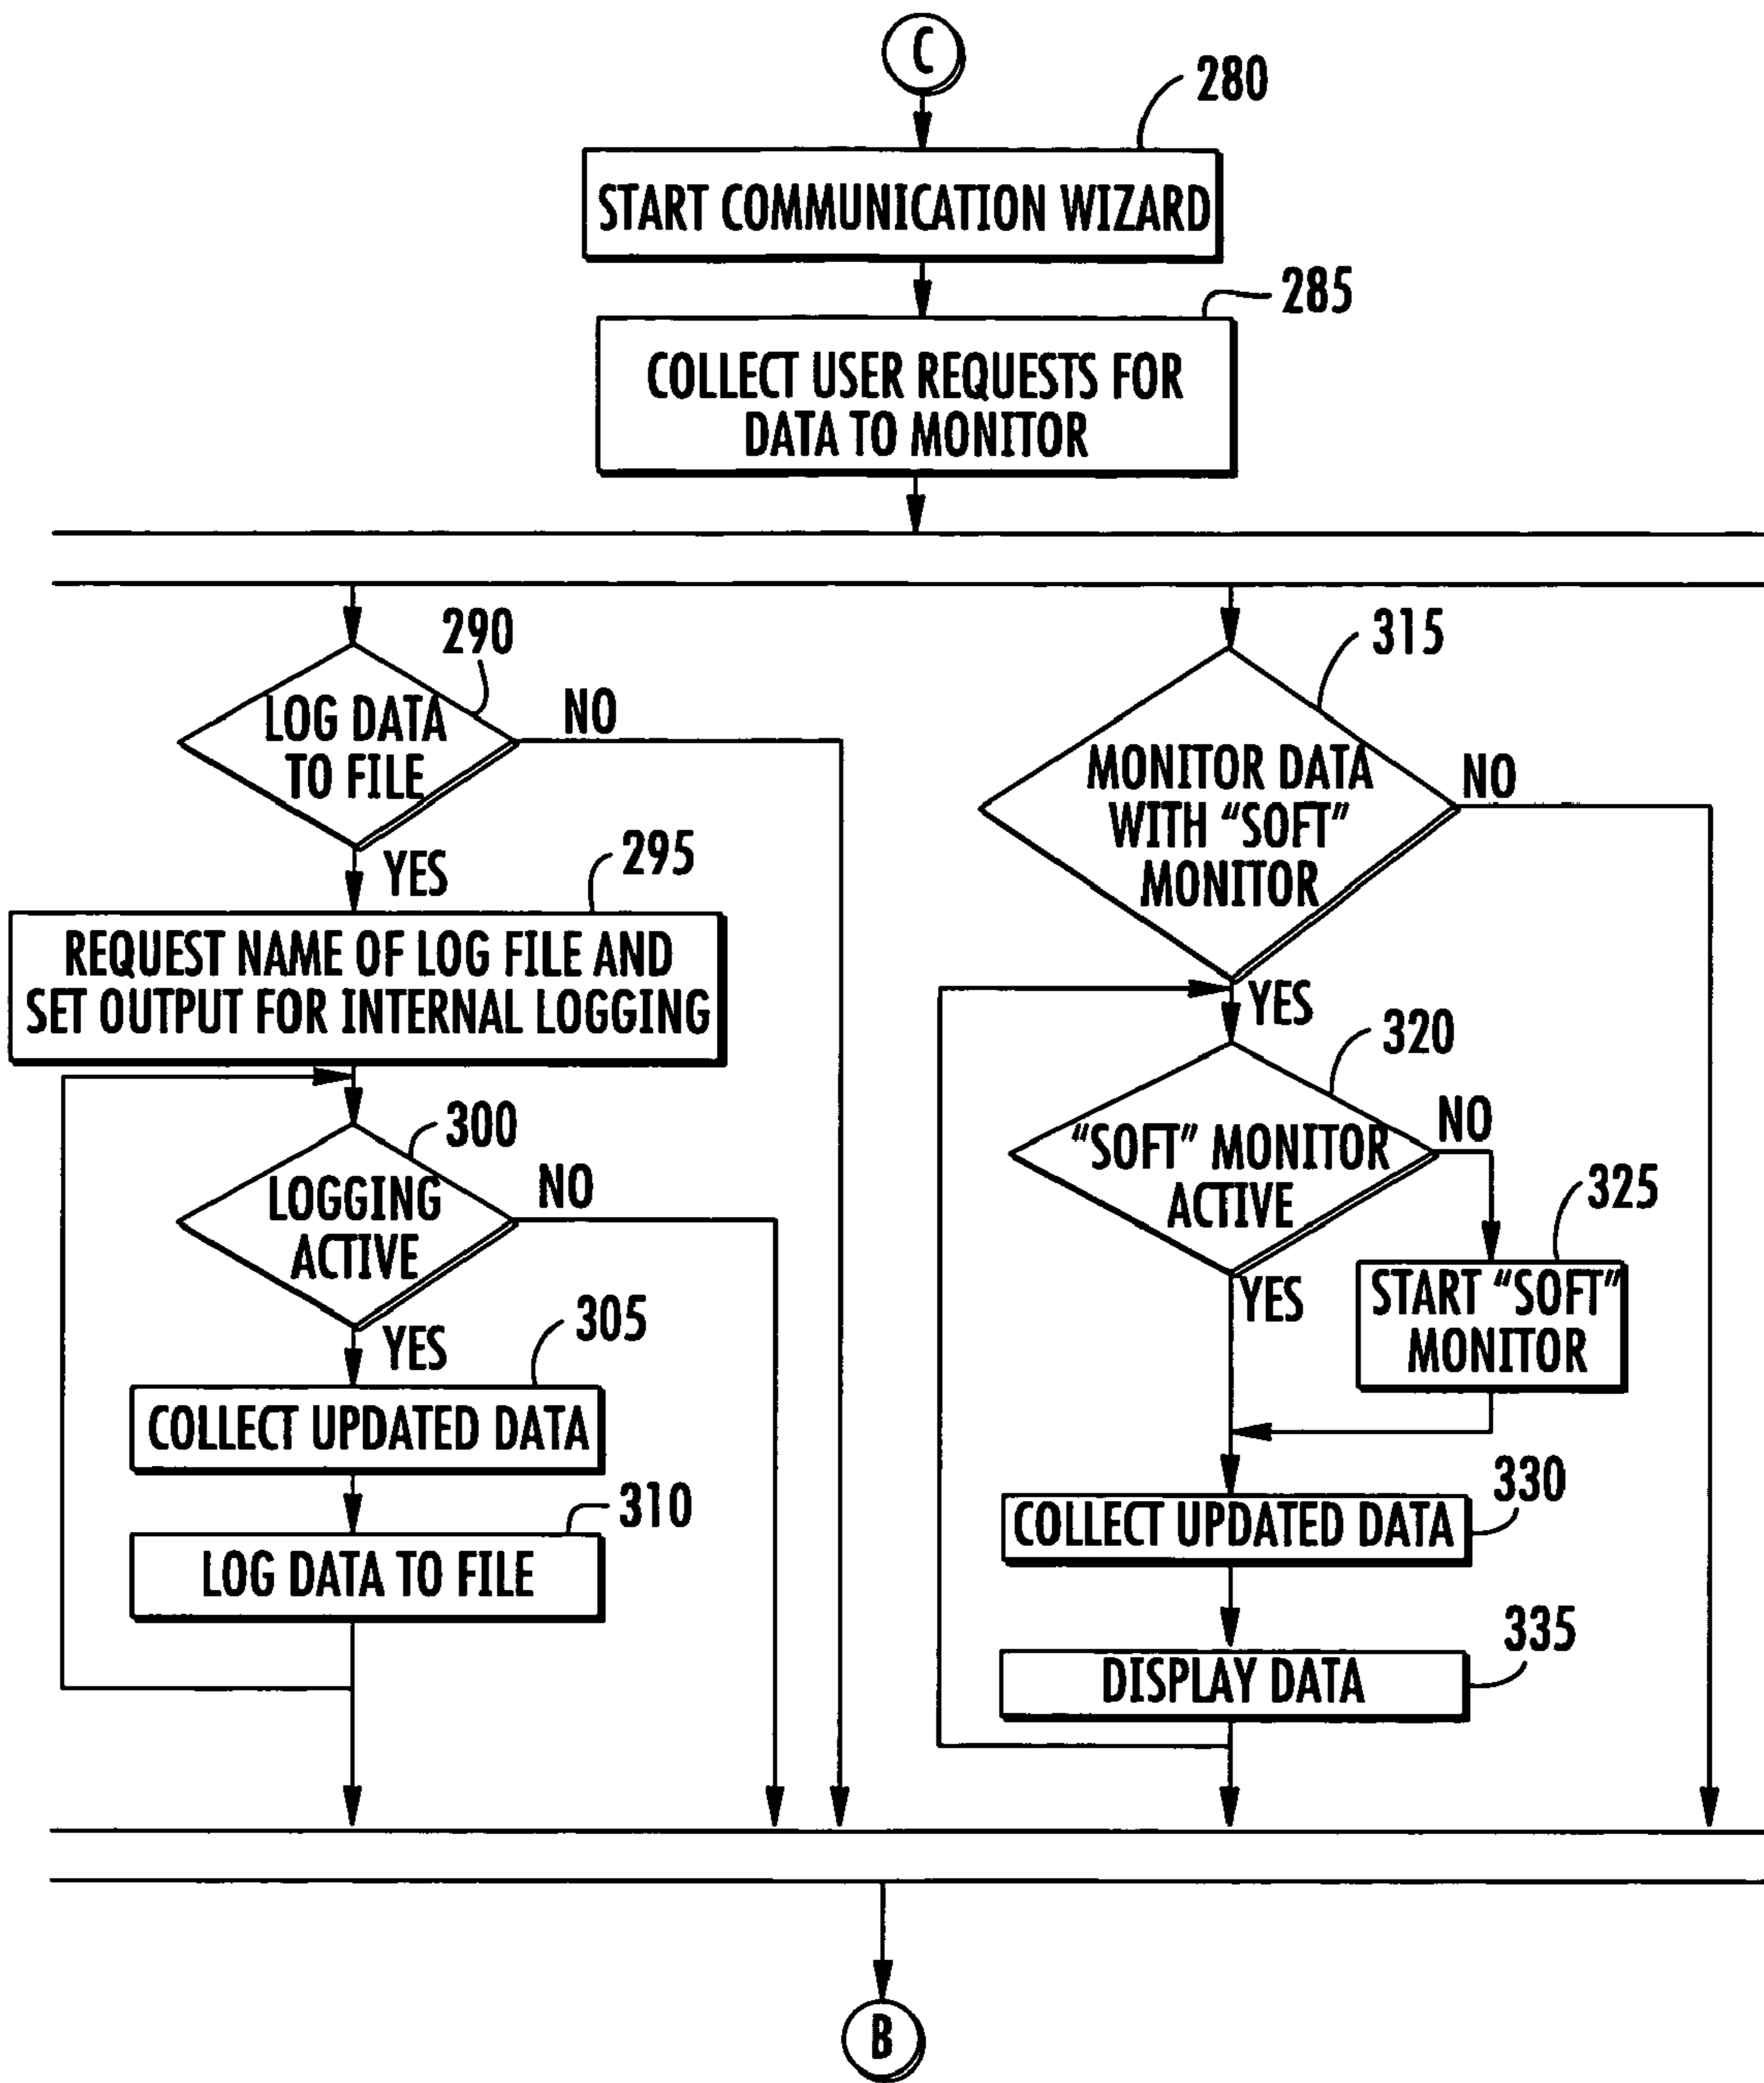 C
280
START COMMUNICATION WIZARD
285
COLLECT USER REQUESTS FOR
DATA TO MONITOR
290
LOG DATA
TO FILE
NO
YES
295
REQUEST NAME OF LOG FILE AND
SET OUTPUT FOR INTERNAL LOGGING
300
LOGGING
ACTIVE
NO
YES
305
COLLECT UPDATED DATA
310
LOG DATA TO FILE
315
MONITOR DATA
WITH “SOFT”
MONITOR
NO
YES
320
“SOFT” MONITOR
ACTIVE
NO
YES
325
START “SOFT”
MONITOR
330
COLLECT UPDATED DATA
335
DISPLAY DATA
B